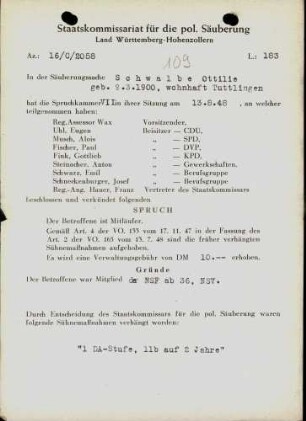 Staatskommissariat für die pol. Säuberung
Land Württemberg-Hohenzollern
Az.: 16/C/2088 L.: 163
109
In der Säuberungssache Schwalbe Ottilie
geb. 2.3.1900, wohnhaft Tuttlingen
hat die Spruchkammer VII in ihrer Sitzung am 13.8.48, an welcher
teilgenommen haben:
Reg.Assessor Wax Vorsitzender,
Uhl, Eugen Beisitzer — CDU,
Musch, Alois „ — SPD,
Fischer, Paul „ — DVP,
Fink, Gottlieb „ — KPD,
Steinacher, Anton „ — Gewerkschaften,
Schwarz, Emil „ — Berufsgruppe
Schneckenburger, Josef „ — Berufsgruppe
Reg.-Ang. Hauer, Franz Vertreter des Staatskommissars
beschlossen und verkündet folgenden
SPRUCH
Der Betroffene ist Mitläufer.
Gemäß Art. 4 der VO. 133 vom 17. 11. 47 in der Fassung des
Art. 2 der VO. 165 vom 13. 7. 48 sind die früher verhängten
Sühnemaßnahmen aufgehoben.
Es wird eine Verwaltungsgebühr von DM 10.-- erhoben.
Gründe
Der Betroffene war Mitglied ab 36, NSV.
Durch Entscheidung des Staatskommissars für die pol. Säuberung waren
folgende Sühnemaßnahmen verhängt worden:
"1 DA-Stufe, 11b auf 2 Jahre"